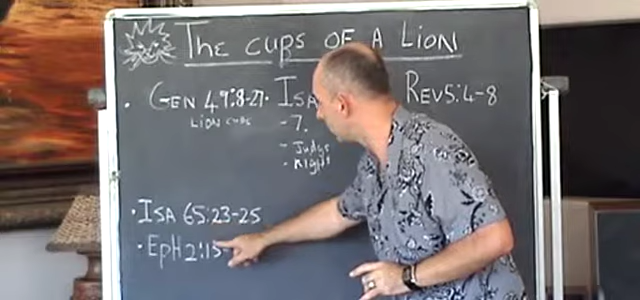 THE CUPS OF A LION
• GEN 49:8-27. ISA REV 5:4-8
LION CUBS -7.
- Judge
- Right
• ISA 65:23-25
• EPH 2:15